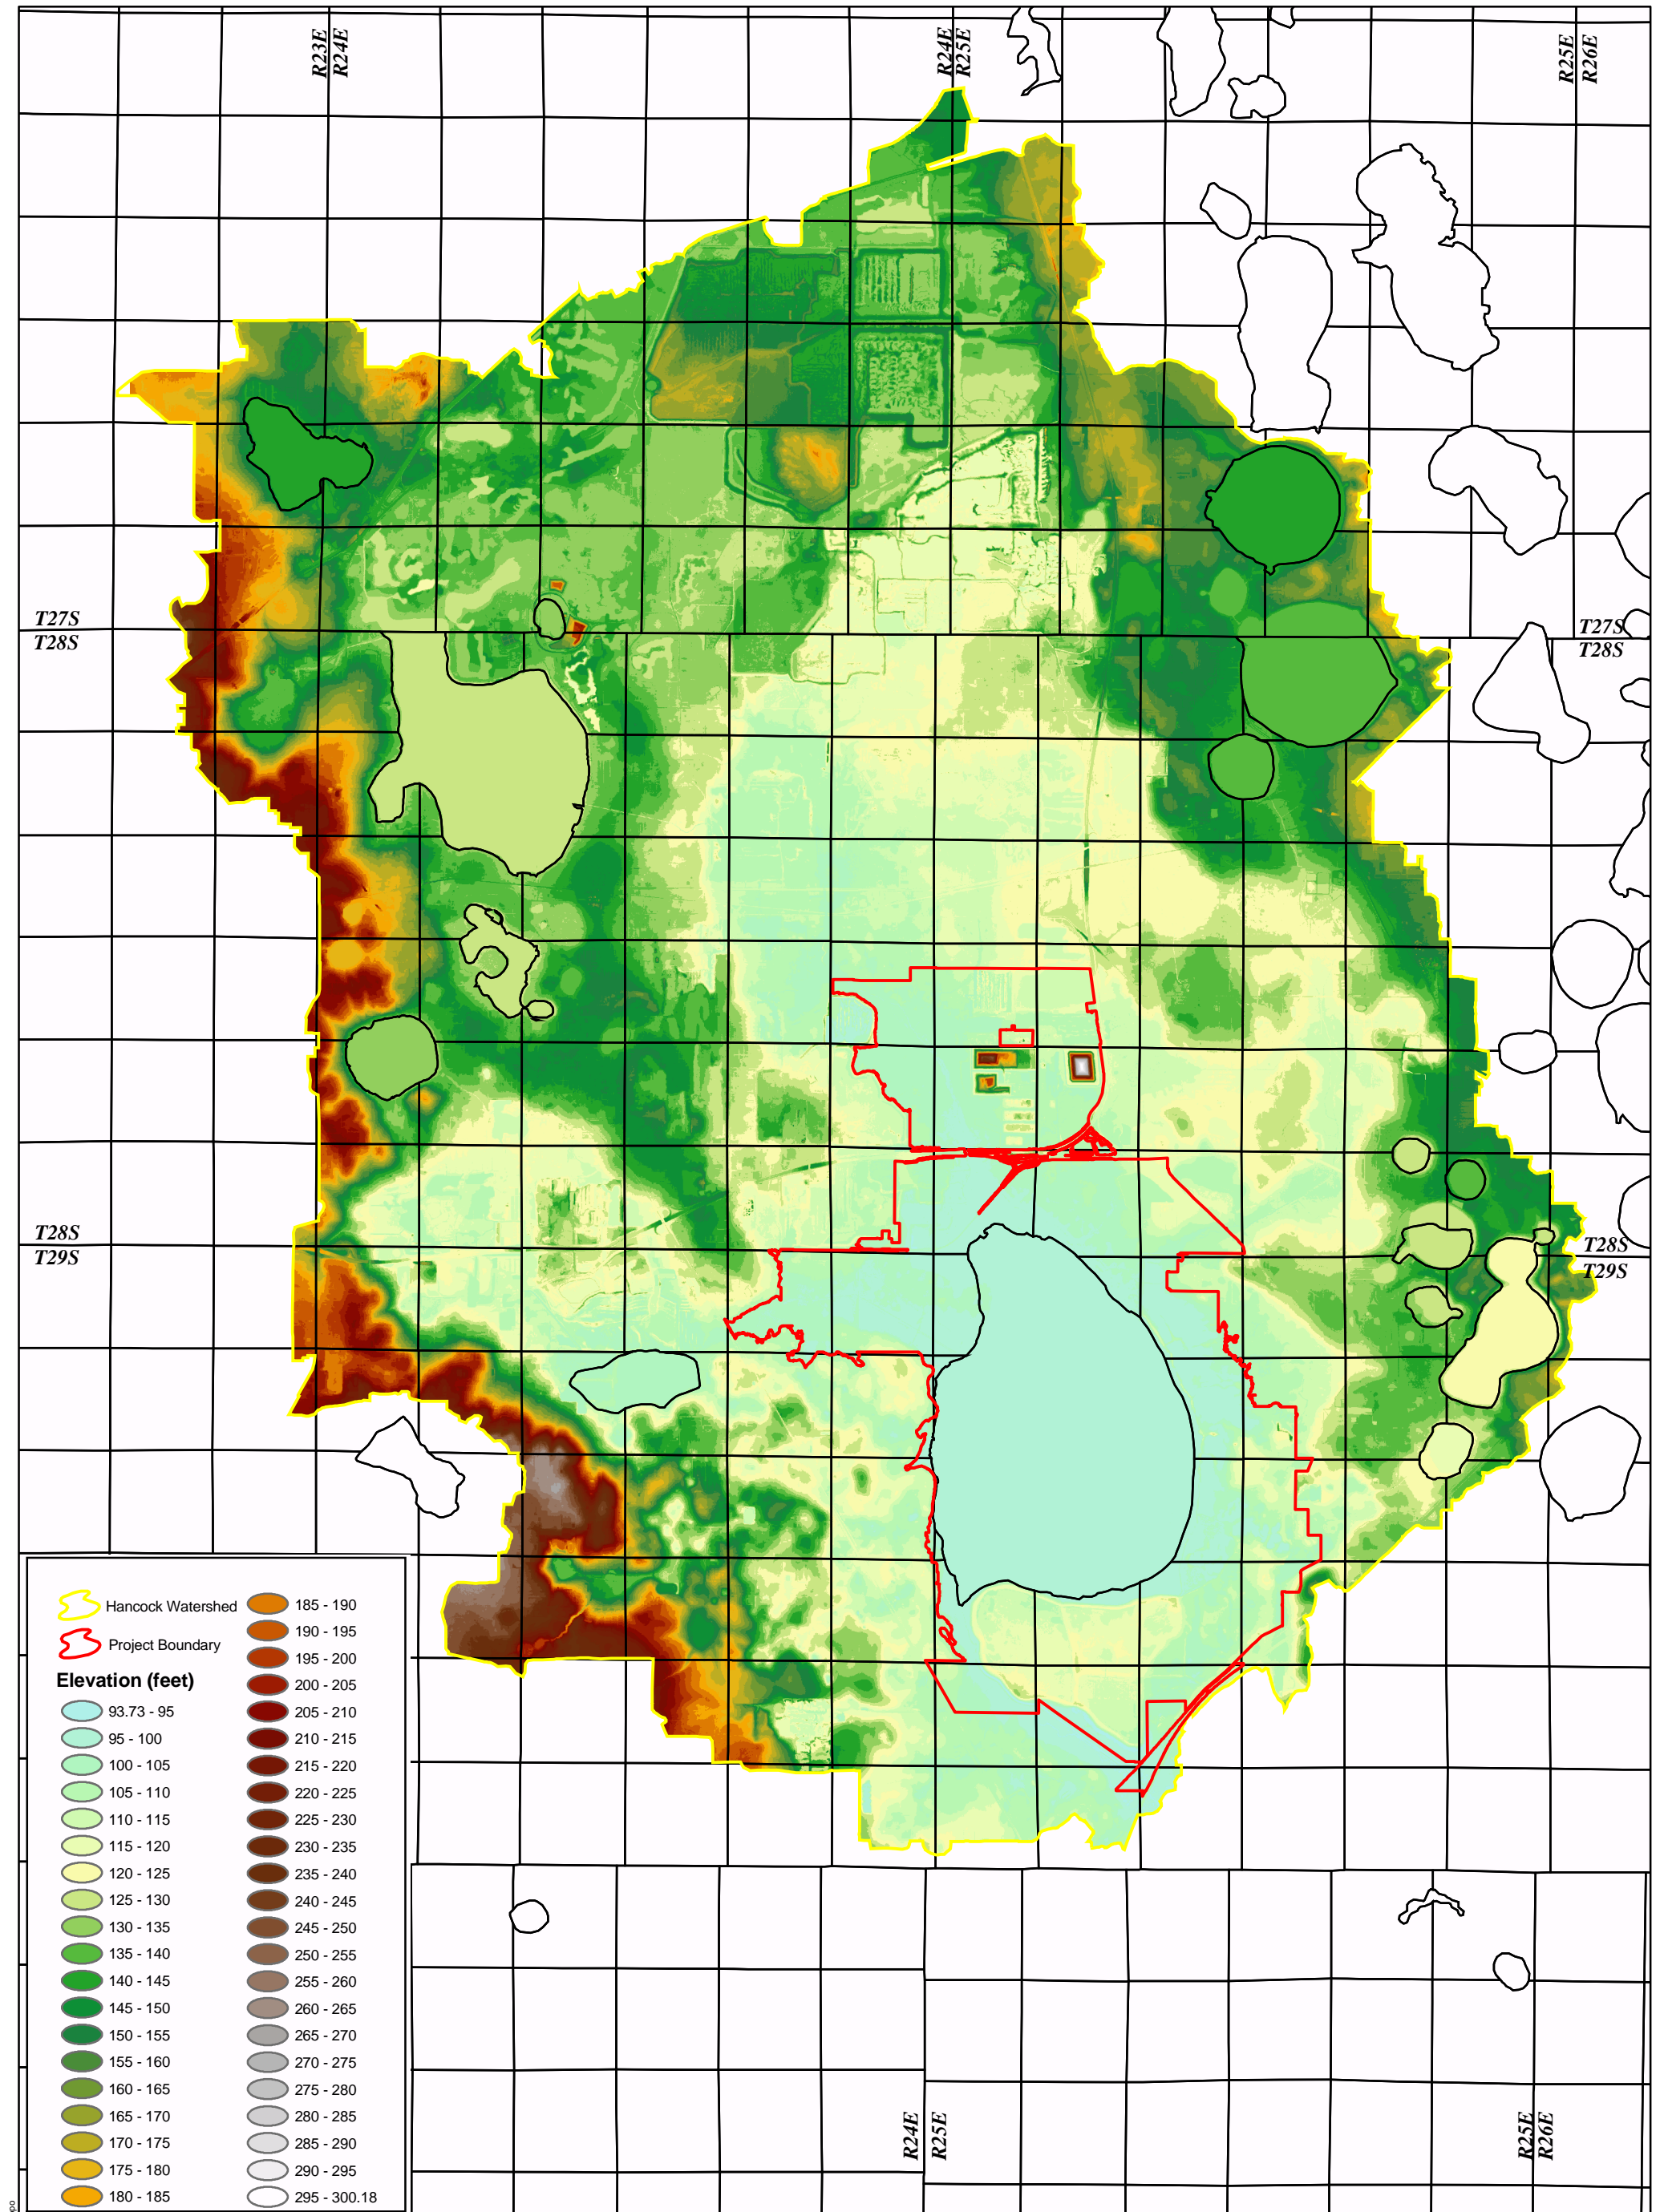 R23E
R24E
R24E
R25E
R25E
R26E
T27S
T28S
T27S
T28S
T28S
T29S
T28S
T29S
Hancock Watershed
Project Boundary
Elevation (feet)
93.73 - 95
95 - 100
100 - 105
105 - 110
110 - 115
115 - 120
120 - 125
125 - 130
130 - 135
135 - 140
140 - 145
145 - 150
150 - 155
155 - 160
160 - 165
165 - 170
170 - 175
175 - 180
180 - 185
185 - 190
190 - 195
195 - 200
200 - 205
205 - 210
210 - 215
215 - 220
220 - 225
225 - 230
230 - 235
235 - 240
240 - 245
245 - 250
250 - 255
255 - 260
260 - 265
265 - 270
270 - 275
275 - 280
280 - 285
285 - 290
290 - 295
295 - 300.18
R24E
R25E
R25E
R26E